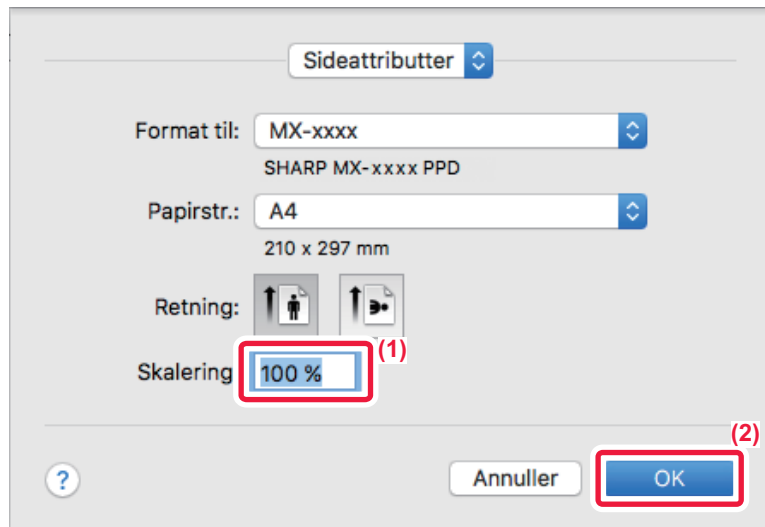 Sideattributter
Format til: MX-xxxx
SHARP MX-xxxx PPD
Papirstr.: A4
210 x 297 mm
Retning:
(1)
Skalering 100 %
(2)
? Annuller OK